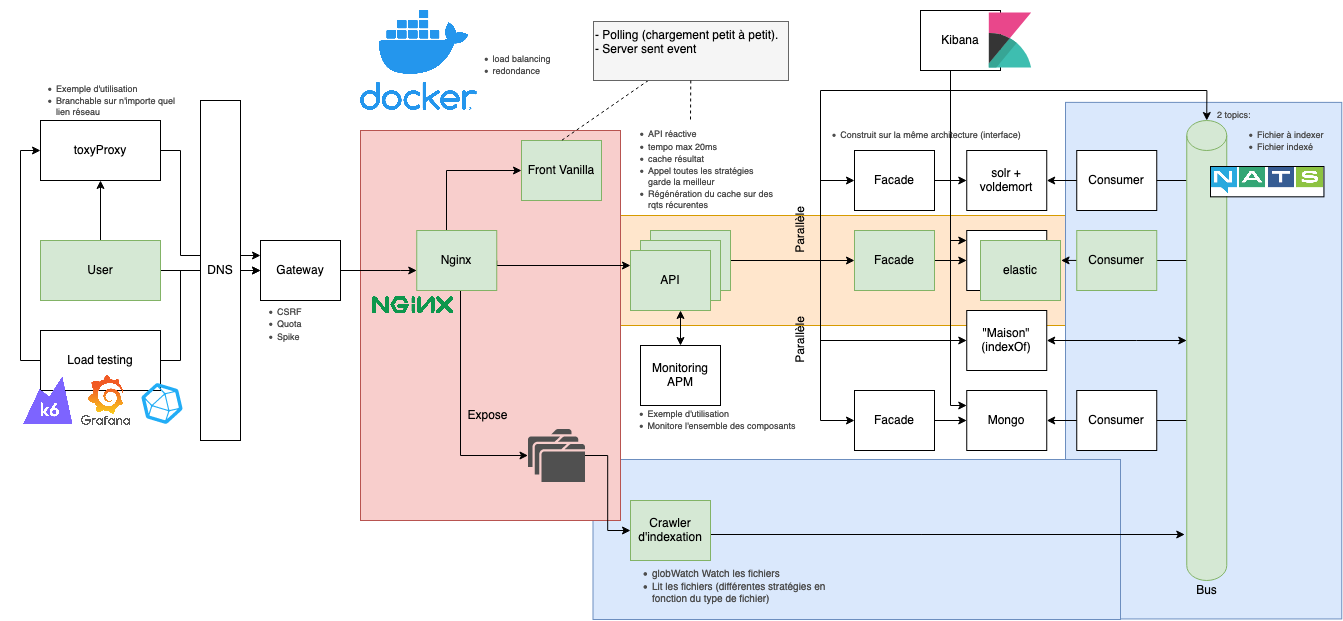 docker
load balancing
redondance
- Polling (chargement petit à petit).
- Server sent event
Kibana
Exemple d'utilisation
Branchable sur n'importe quel
lien réseau
toxyProxy
User
Load testing
k6
Grafana
DNS
Gateway
CSRF
Quota
Spike
Nginx
NGINX
Front Vanilla
Expose
API réactive
tempo max 20ms
cache résultat
Appel toutes les stratégies
garde la meilleur
Régénération du cache sur des
rqts récurentes
API
Monitoring
APM
Exemple d'utilisation
Monitore l'ensemble des composants
Parallèle
Parallèle
Construit sur la même architecture (interface)
Facade
solr +
voldemort
Consumer
Facade
elastic
Consumer
"Maison"
(indexOf)
Facade
Mongo
Consumer
2 topics:
Fichier à indexer
Fichier indexé
NATS
Bus
Crawler
d'indexation
globWatch Watch les fichiers
Lit les fichiers (différentes stratégies en
fonction du type de fichier)